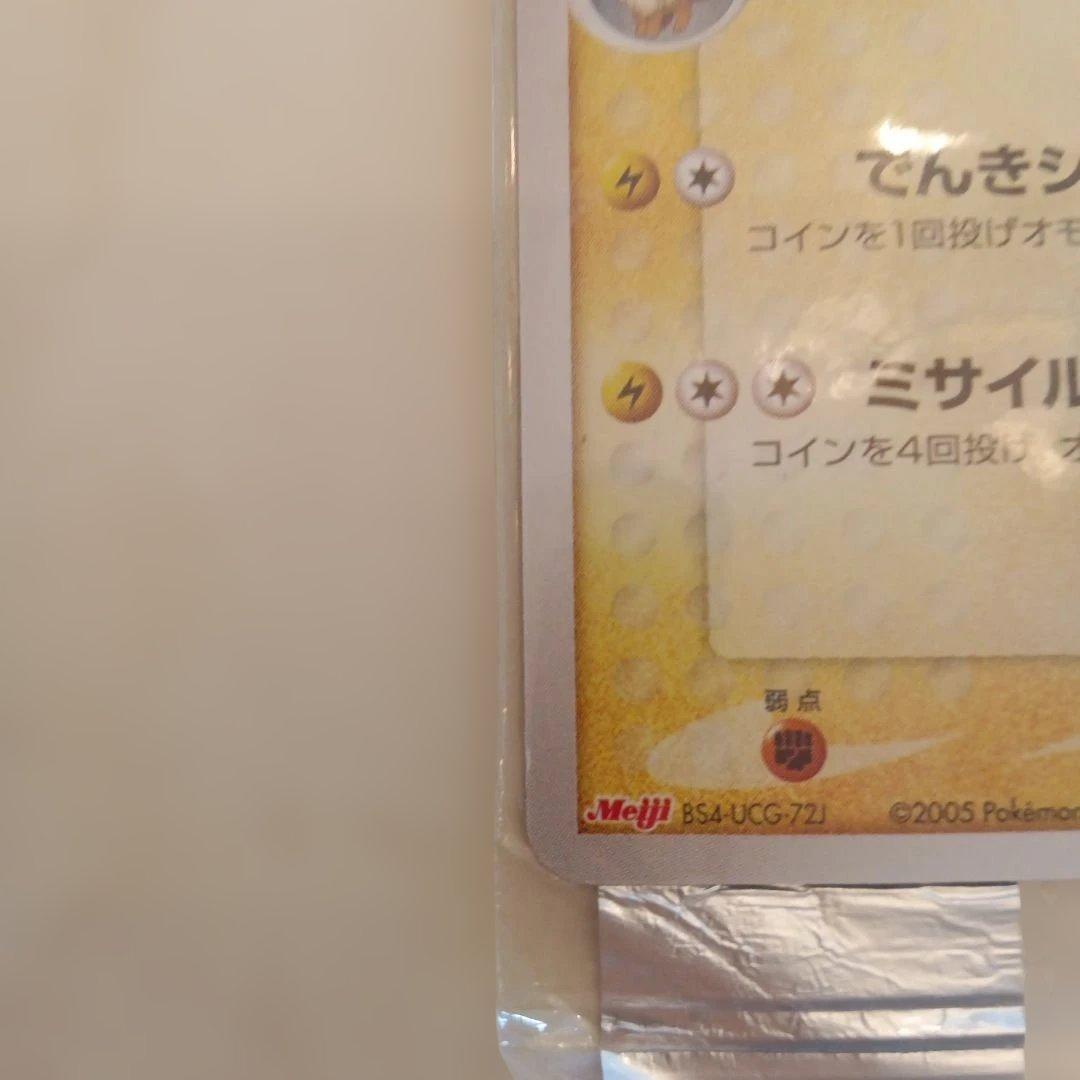 でんきシ
コインを1回投げオモ
ミサイル
コインを4回投げ オ
弱点
Meiji BS4-UCG-72J ©2005 Pokémon